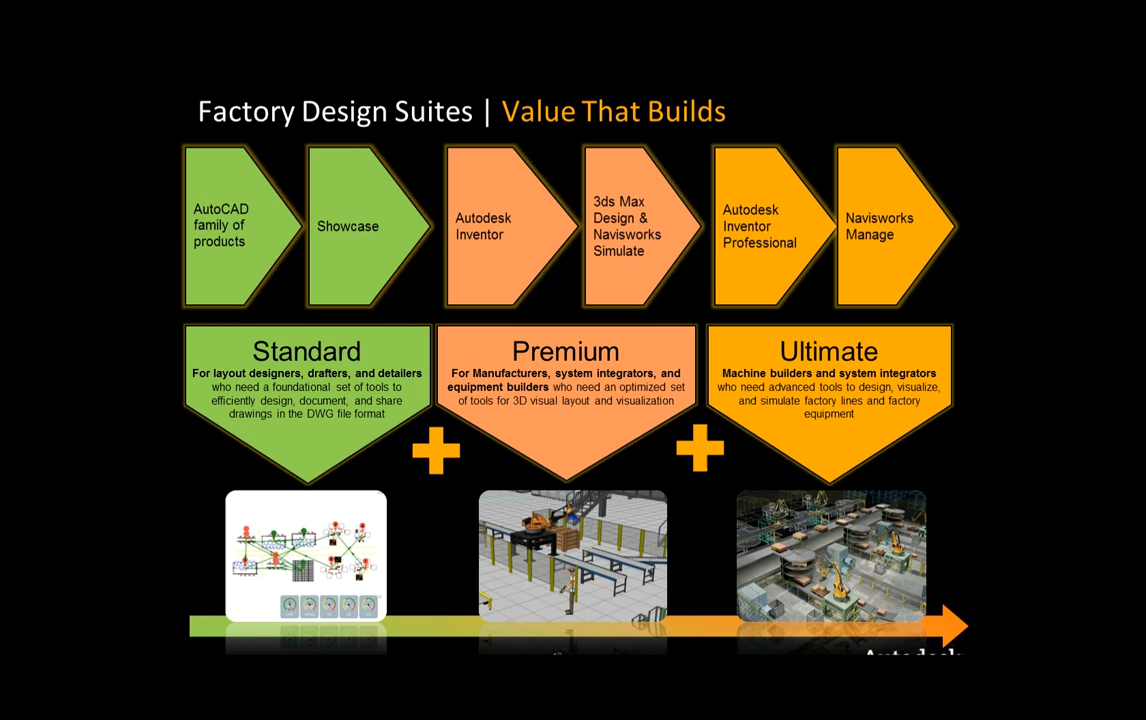 Factory Design Suites | Value That Builds
AutoCAD
family of
products
Showcase
Autodesk
Inventor
3ds Max
Design &
Navisworks
Simulate
Autodesk
Inventor
Professional
Navisworks
Manage
Standard
For layout designers, drafters, and detailers
who need a foundational set of tools to
efficiently design, document, and share
drawings in the DWG file format
Premium
For Manufacturers, system integrators, and
equipment builders who need an optimized set
of tools for 3D visual layout and visualization
Ultimate
Machine builders and system integrators
who need advanced tools to design, visualize,
and simulate factory lines and factory
equipment
Autodesk